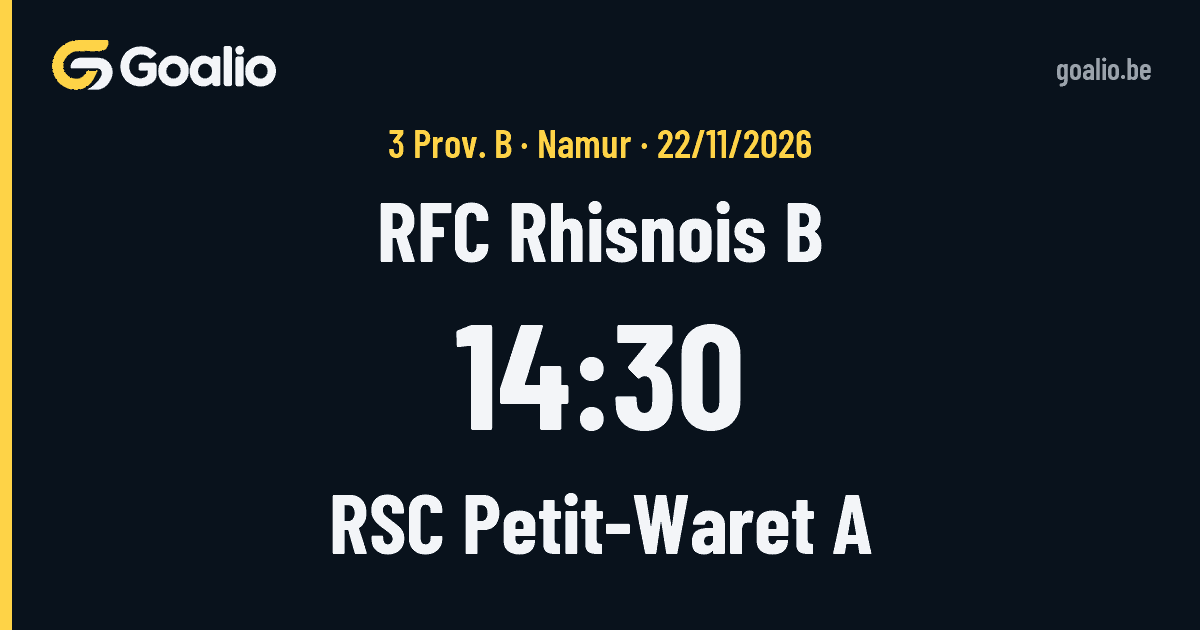 Goalio
goalio.be
3 Prov. B · Namur · 22/11/2026
RFC Rhisnois B
14:30
RSC Petit-Waret A